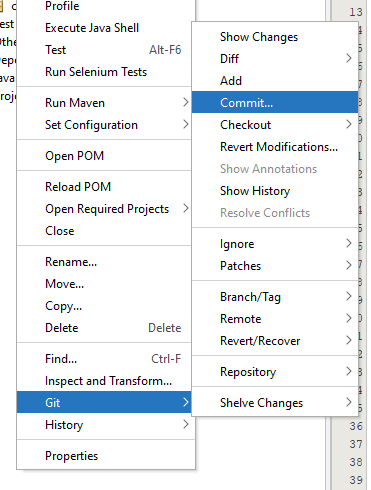 Profile
Execute Java Shell
Test Alt-F6
Run Selenium Tests
Run Maven
Set Configuration
Open POM
Reload POM
Open Required Projects
Close
Rename...
Move...
Copy...
Delete Delete
Find... Ctrl-F
Inspect and Transform...
Git
History
Properties
Show Changes
Diff
Add
Commit...
Checkout
Revert Modifications...
Show Annotations
Show History
Resolve Conflicts
Ignore
Patches
Branch/Tag
Remote
Revert/Recover
Repository
Shelve Changes
13
36
37
38
39